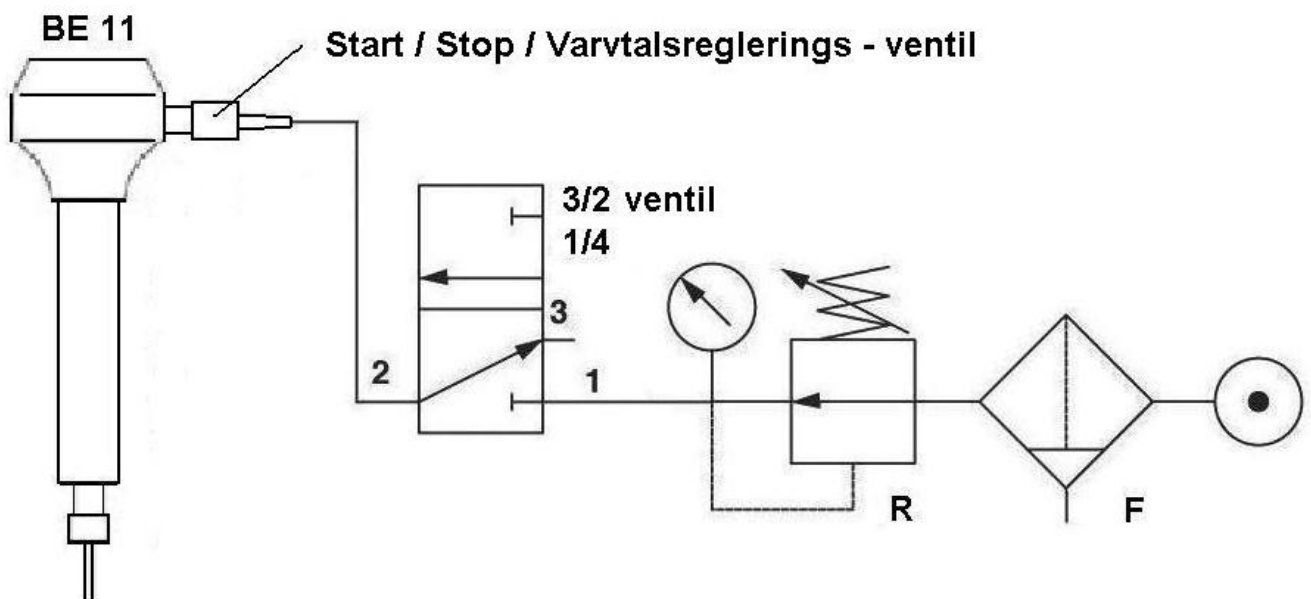 BE 11
Start / Stop / Varvtalsreglerings - ventil
3/2 ventil
1/4
3
2
1
R
F